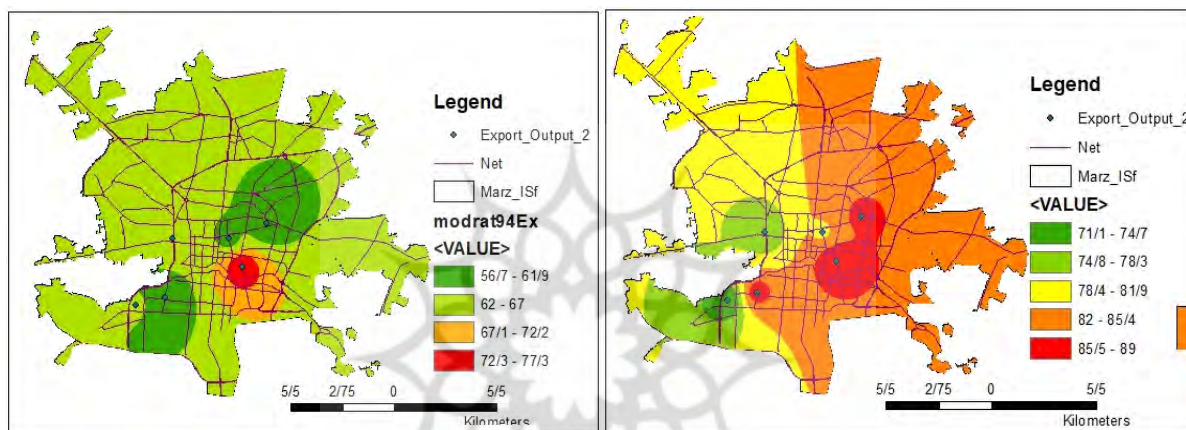 Legend
Export_Output_2
Net
Marz_ISf
modrat94Ex
<VALUE>
56/7 - 61/9
62 - 67
67/1 - 72/2
72/3 - 77/3
5/5 2/75 0 5/5
Kilometers
Legend
Export_Output_2
Net
Marz_ISf
<VALUE>
71/1 - 74/7
74/8 - 78/3
78/4 - 81/9
82 - 85/4
85/5 - 89
5/5 2/75 0 5/5
Kilometers